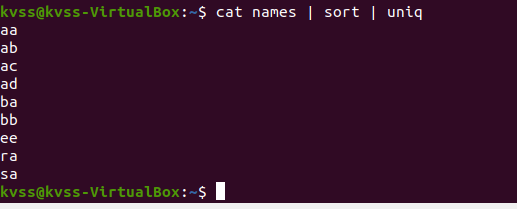 kvss@kvss-VirtualBox:~$ cat names | sort | uniq
aa
ab
ac
ad
ba
bb
ee
ra
sa
kvss@kvss-VirtualBox:~$